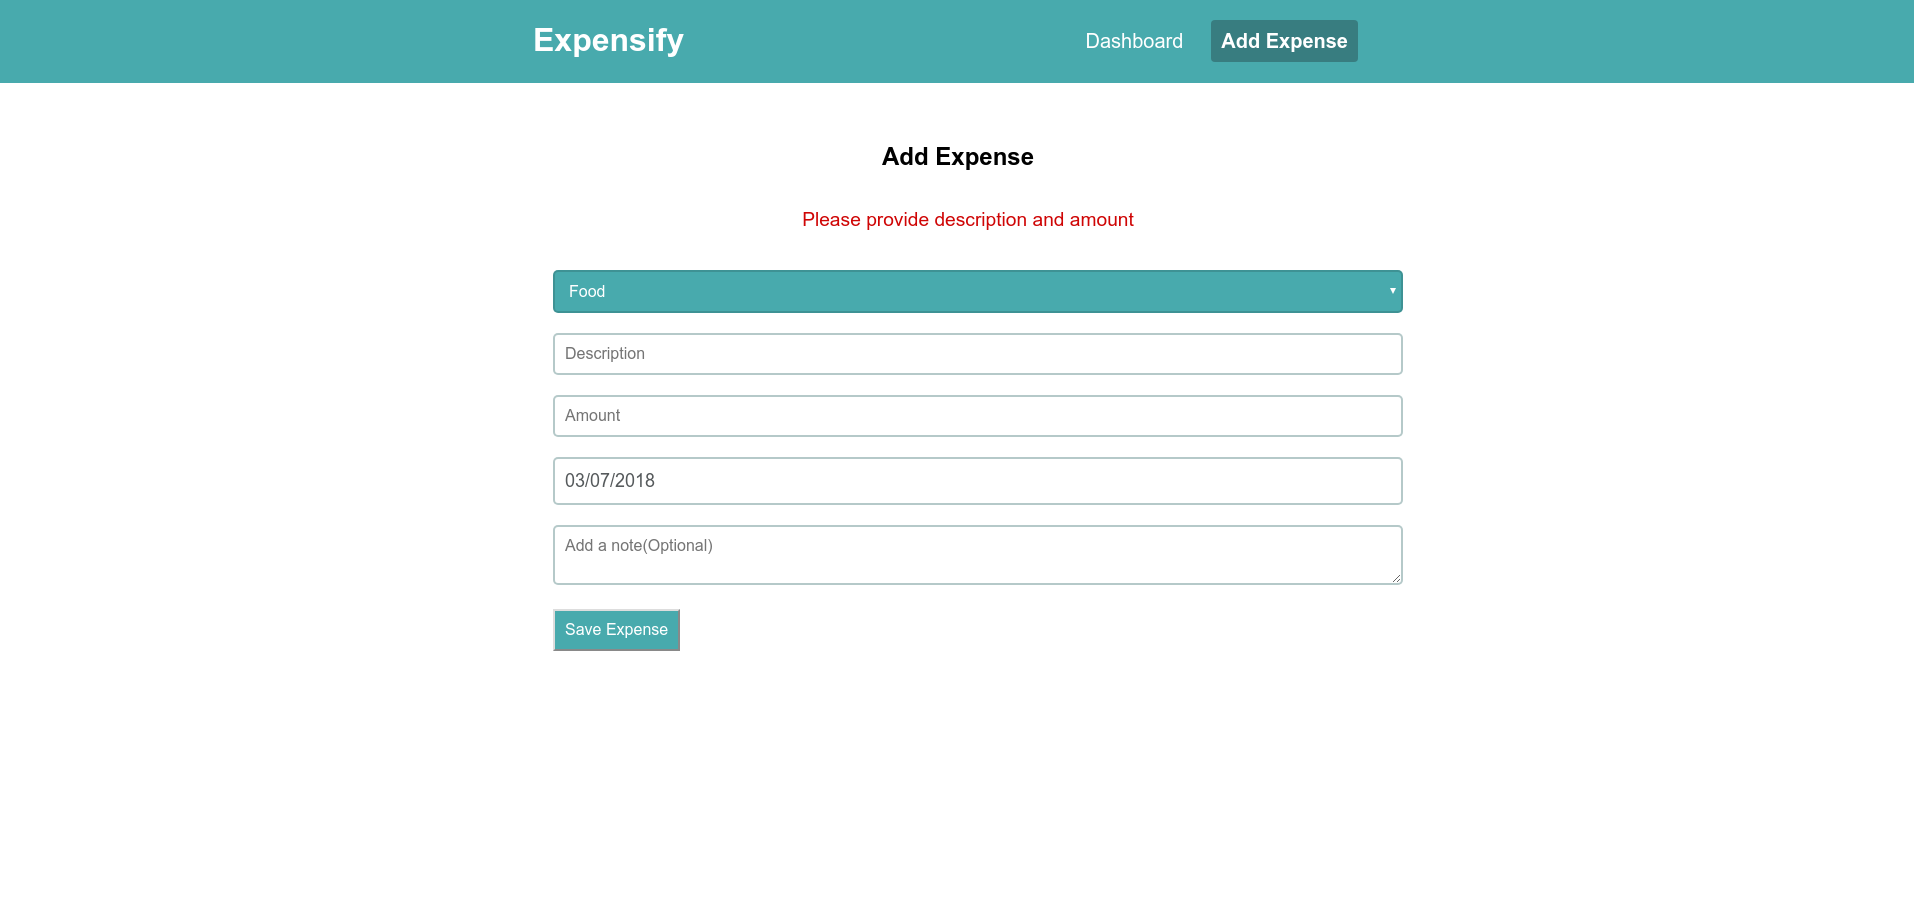 Expensify
Dashboard
Add Expense
Add Expense
Please provide description and amount
Food
Description
Amount
03/07/2018
Add a note(Optional)
Save Expense